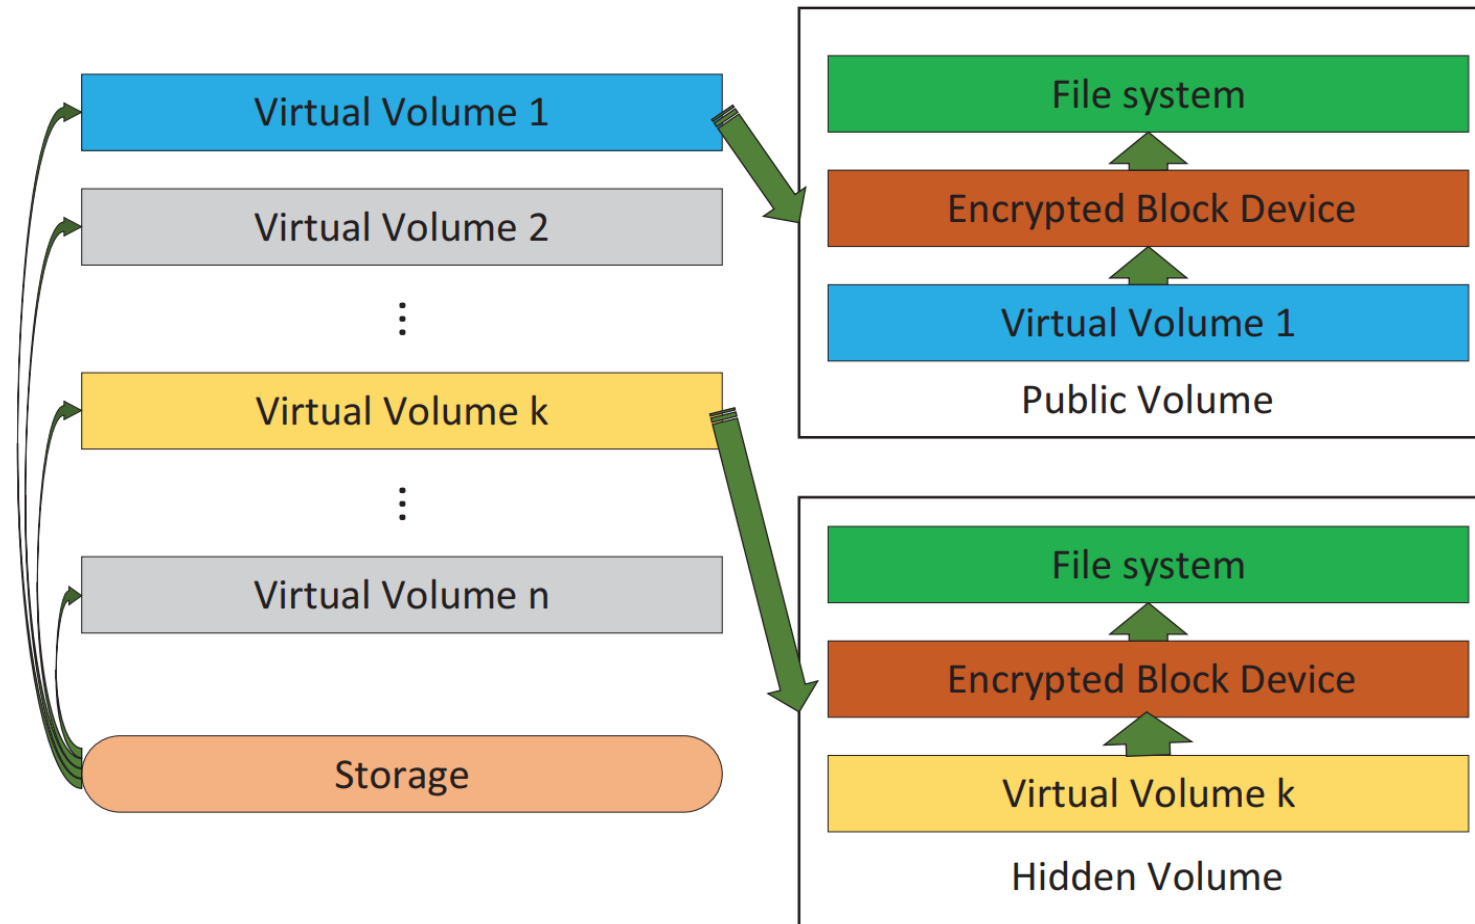 Virtual Volume 1
Virtual Volume 2
⋮
Virtual Volume k
⋮
Virtual Volume n
Storage
File system
Encrypted Block Device
Virtual Volume 1
Public Volume
File system
Encrypted Block Device
Virtual Volume k
Hidden Volume